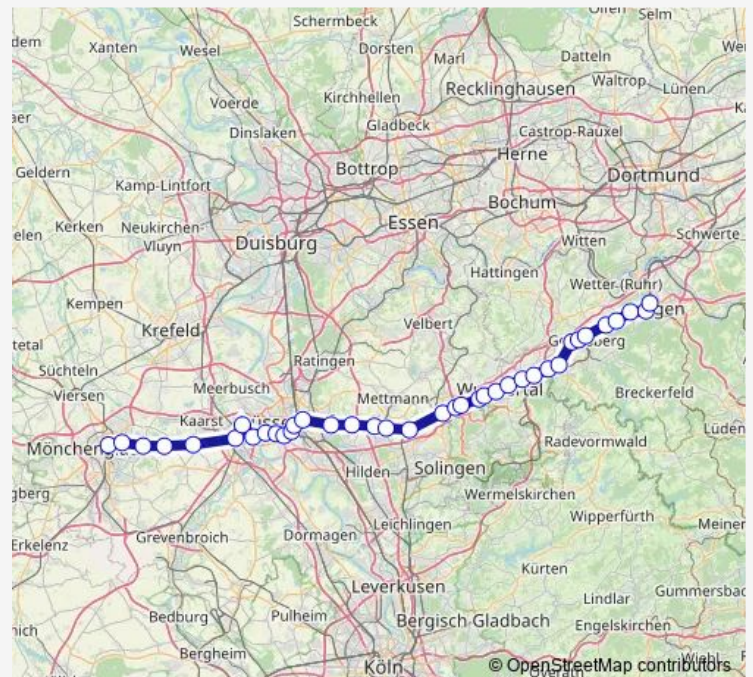 Schermbeck
Olfen
Selm
Xanten
Wesel
Dorsten
Marl
Datteln
Waltrop
Lünen
Voerde
Kirchhellen
Recklinghausen
Gladbeck
Castrop-Rauxel
Dinslaken
Herne
Geldern
Bottrop
Dortmund
Kamp-Lintfort
Bochum
Essen
Kerken
Neukirchen-
Vluyn
Schwerte
Duisburg
Witten
Hattingen
Wetter (Ruhr)
Kempen
Krefeld
Velbert
Süchteln
Ratingen
Viersen
Meerbusch
Mettmann
Breckerfeld
Kaarst
Radevormwald
Hilden
Solingen
Wermelskirchen
Wipperfürth
Erkelenz
Grevenbroich
Dormagen
Leichlingen
Kürten
Leverkusen
Lindlar
Bedburg
Pulheim
Bergisch Gladbach
Engelskirchen
Bergheim
Köln
© OpenStreetMap contributors